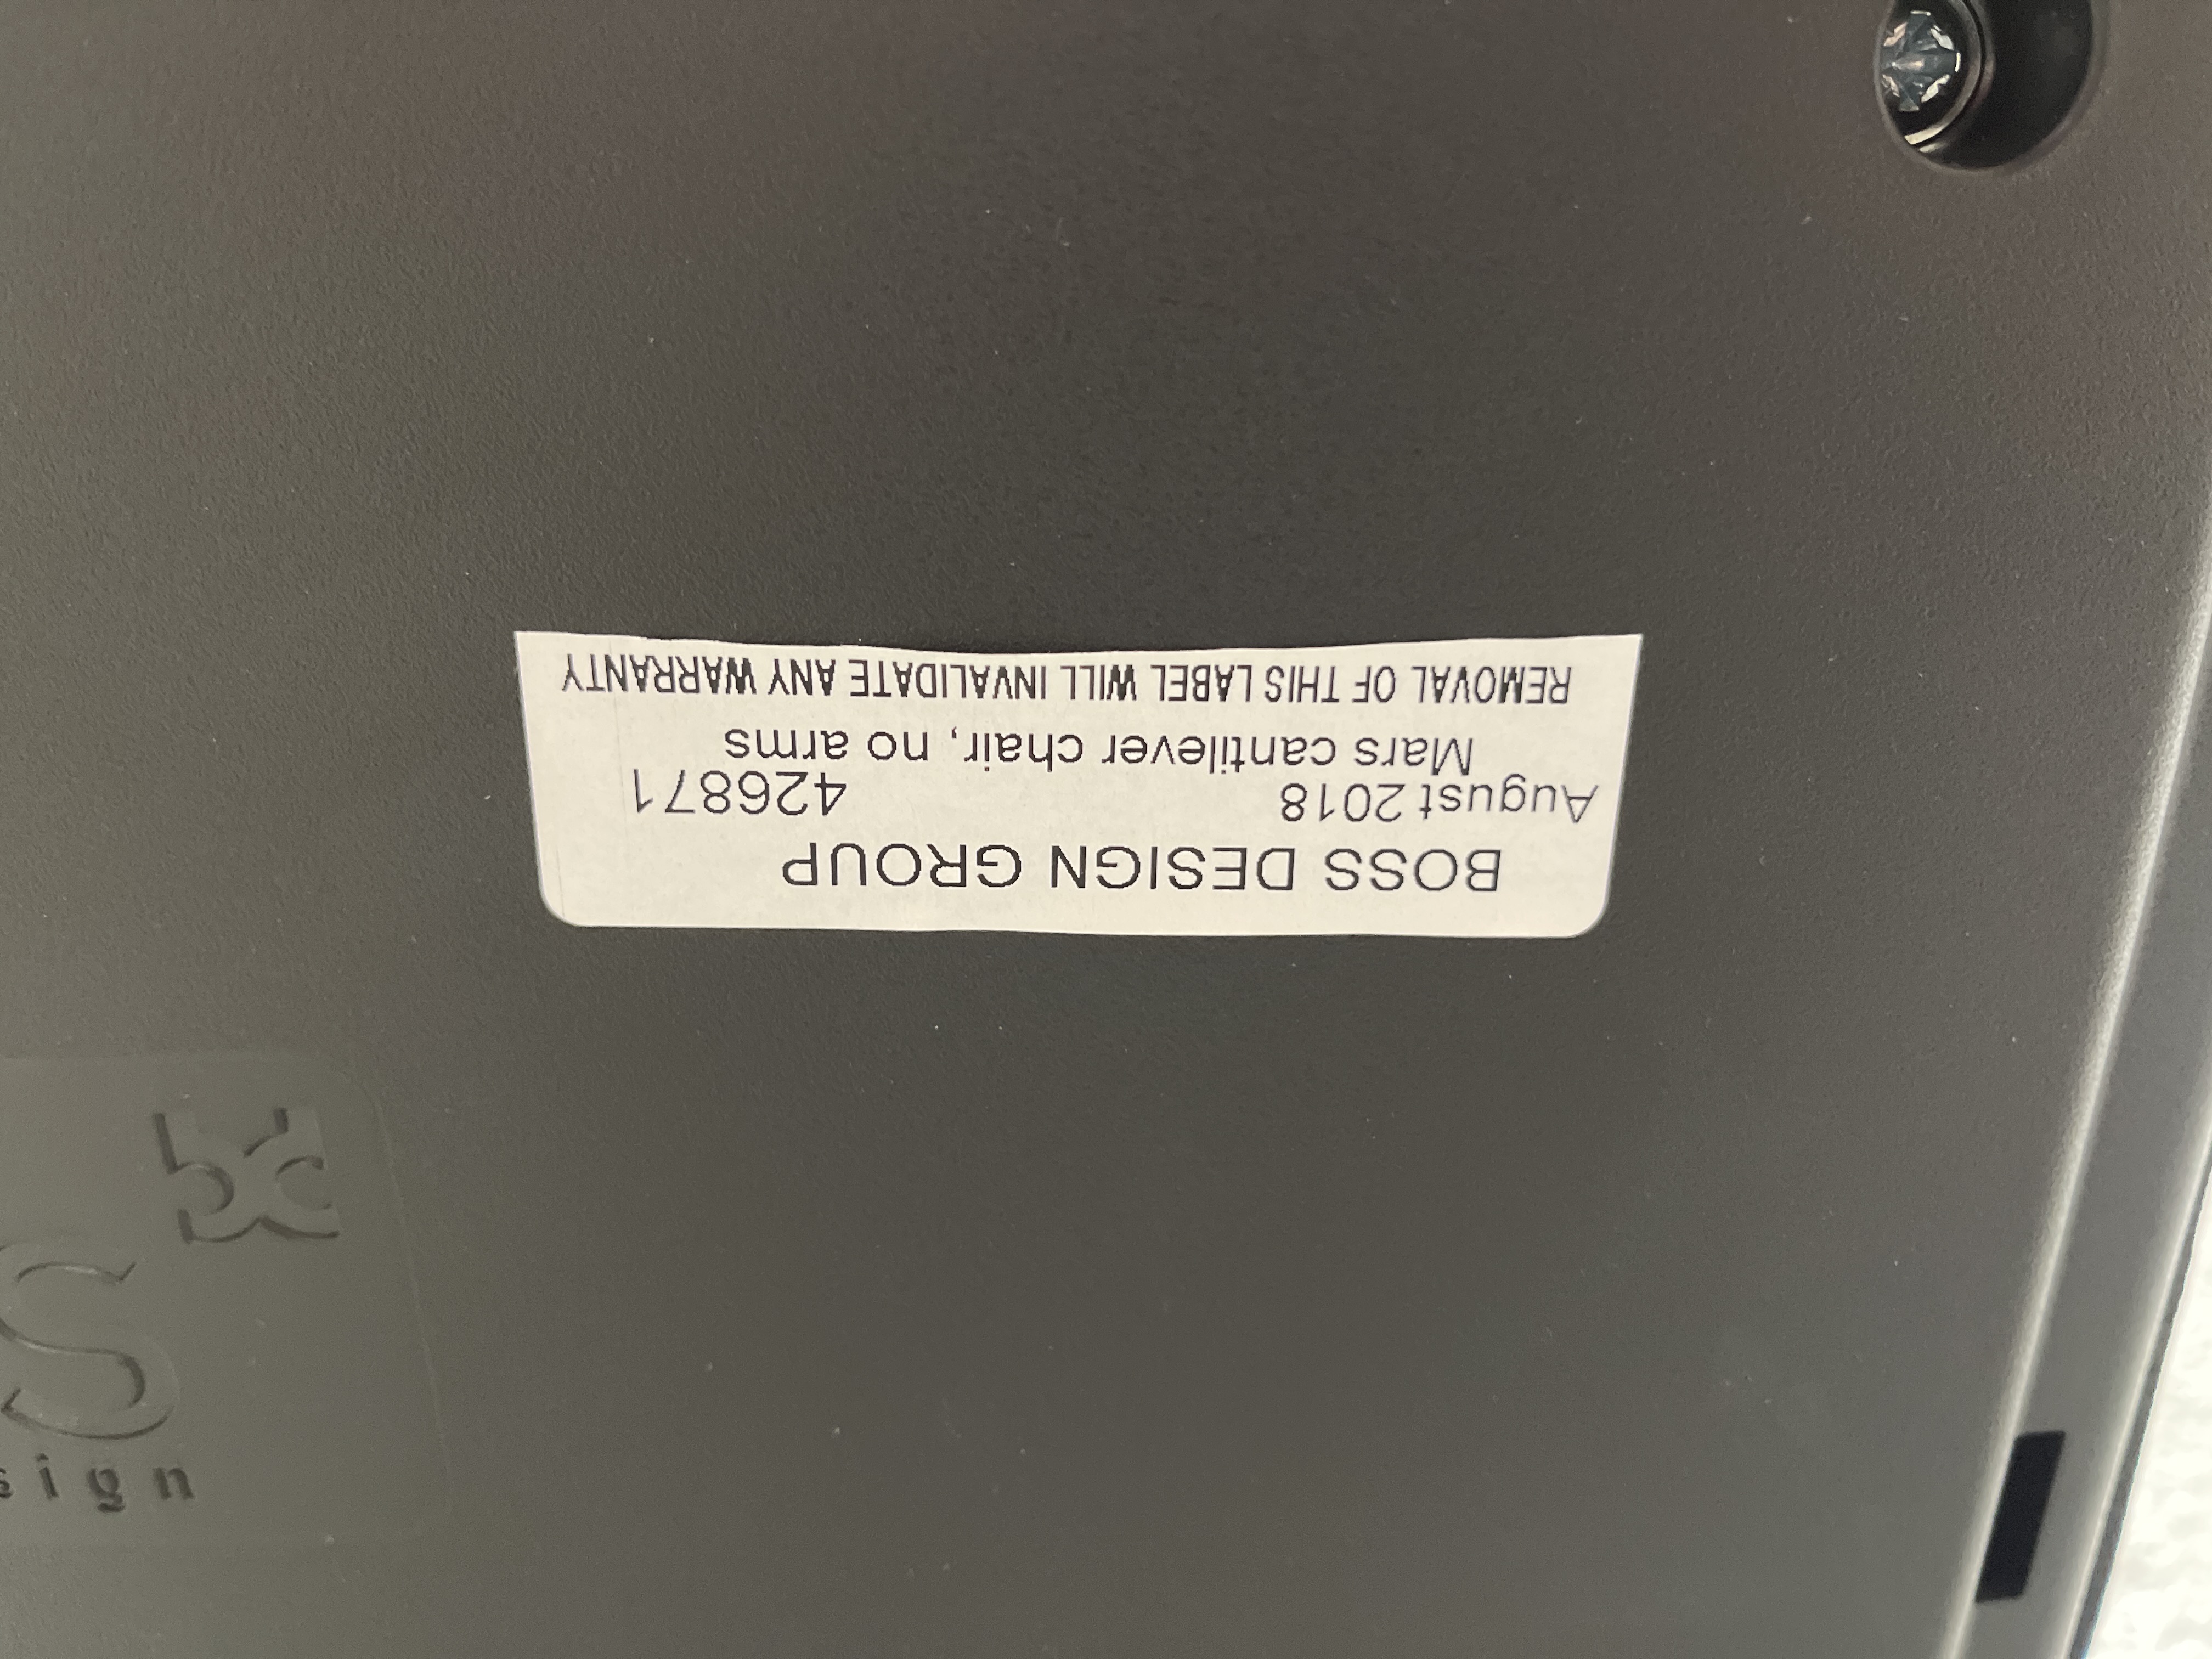 BOSS DESIGN GROUP
August 2018 426871
Mars cantilever chair, no arms
REMOVAL OF THIS LABEL WILL INVALIDATE ANY WARRANTY
S
sign